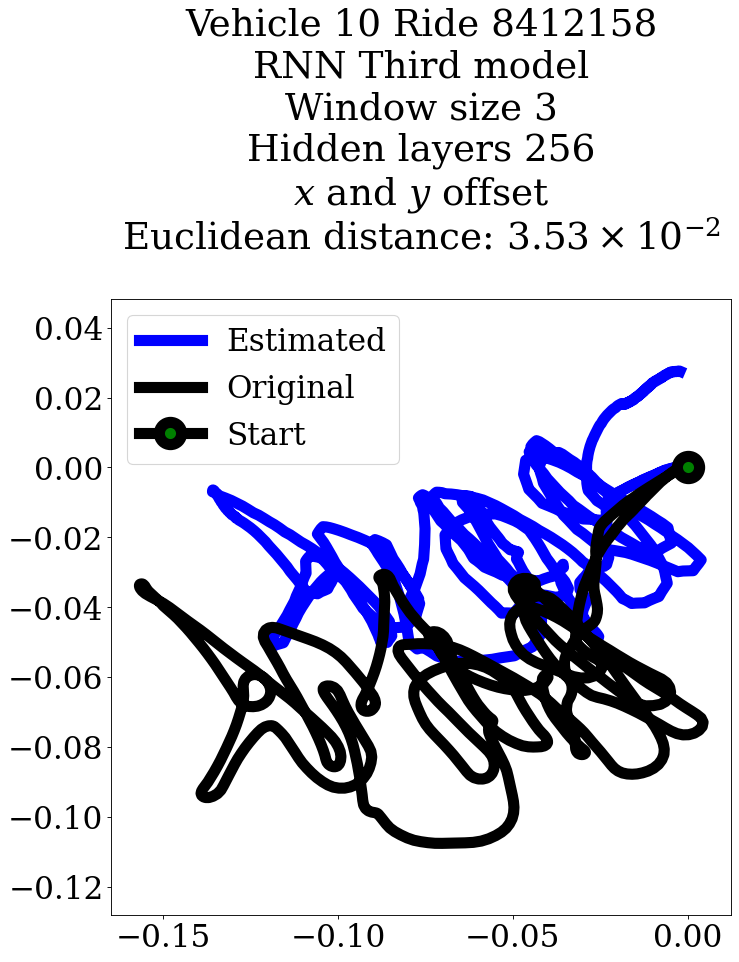 Vehicle 10 Ride 8412158
RNN Third model
Window size 3
Hidden layers 256
x and y offset
Euclidean distance: 3.53 × 10⁻²
Estimated
Original
Start
0.04
0.02
0.00
−0.02
−0.04
−0.06
−0.08
−0.10
−0.12
−0.15 −0.10 −0.05 0.00